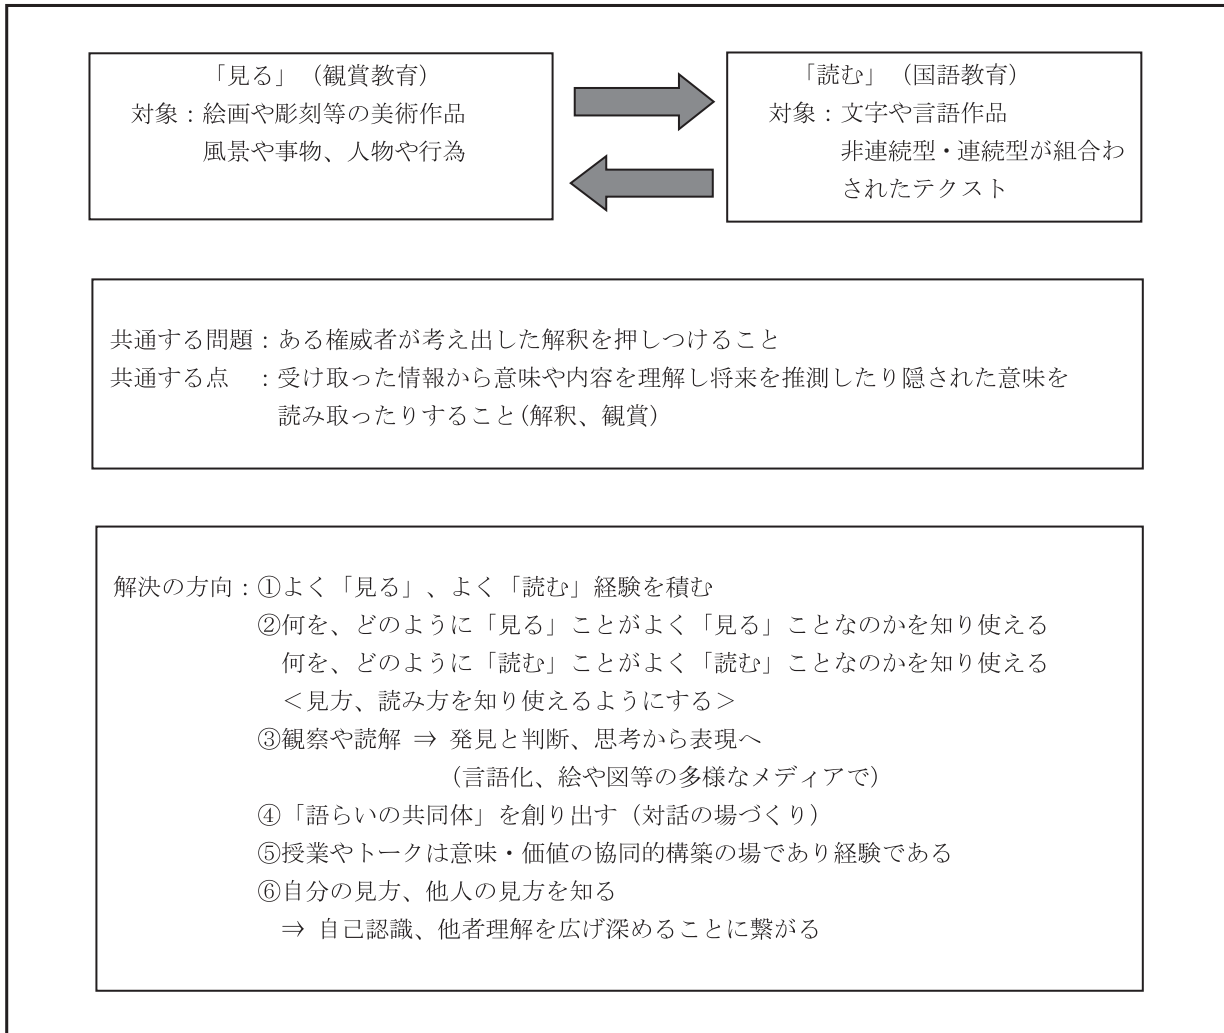 「見る」（観賞教育）
対象：絵画や彫刻等の美術作品
風景や事物、人物や行為
「読む」（国語教育）
対象：文字や言語作品
非連続型・連続型が組合わ
されたテクスト
共通する問題：ある権威者が考え出した解釈を押しつけること
共通する点　：受け取った情報から意味や内容を理解し将来を推測したり隠された意味を
読み取ったりすること(解釈、観賞)
解決の方向：①よく「見る」、よく「読む」経験を積む
②何を、どのように「見る」ことがよく「見る」ことなのかを知り使える
何を、どのように「読む」ことがよく「読む」ことなのかを知り使える
＜見方、読み方を知り使えるようにする＞
③観察や読解 ⇒ 発見と判断、思考から表現へ
（言語化、絵や図等の多様なメディアで）
④「語らいの共同体」を創り出す（対話の場づくり）
⑤授業やトークは意味・価値の協同的構築の場であり経験である
⑥自分の見方、他人の見方を知る
⇒ 自己認識、他者理解を広げ深めることに繋がる